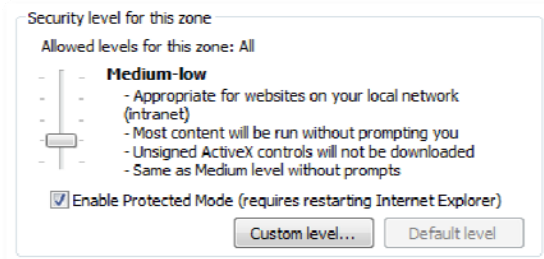 Security level for this zone
Allowed levels for this zone: All
Medium-low
- Appropriate for websites on your local network
(intranet)
- Most content will be run without prompting you
- Unsigned ActiveX controls will not be downloaded
- Same as Medium level without prompts
Enable Protected Mode (requires restarting Internet Explorer)
Custom level...
Default level